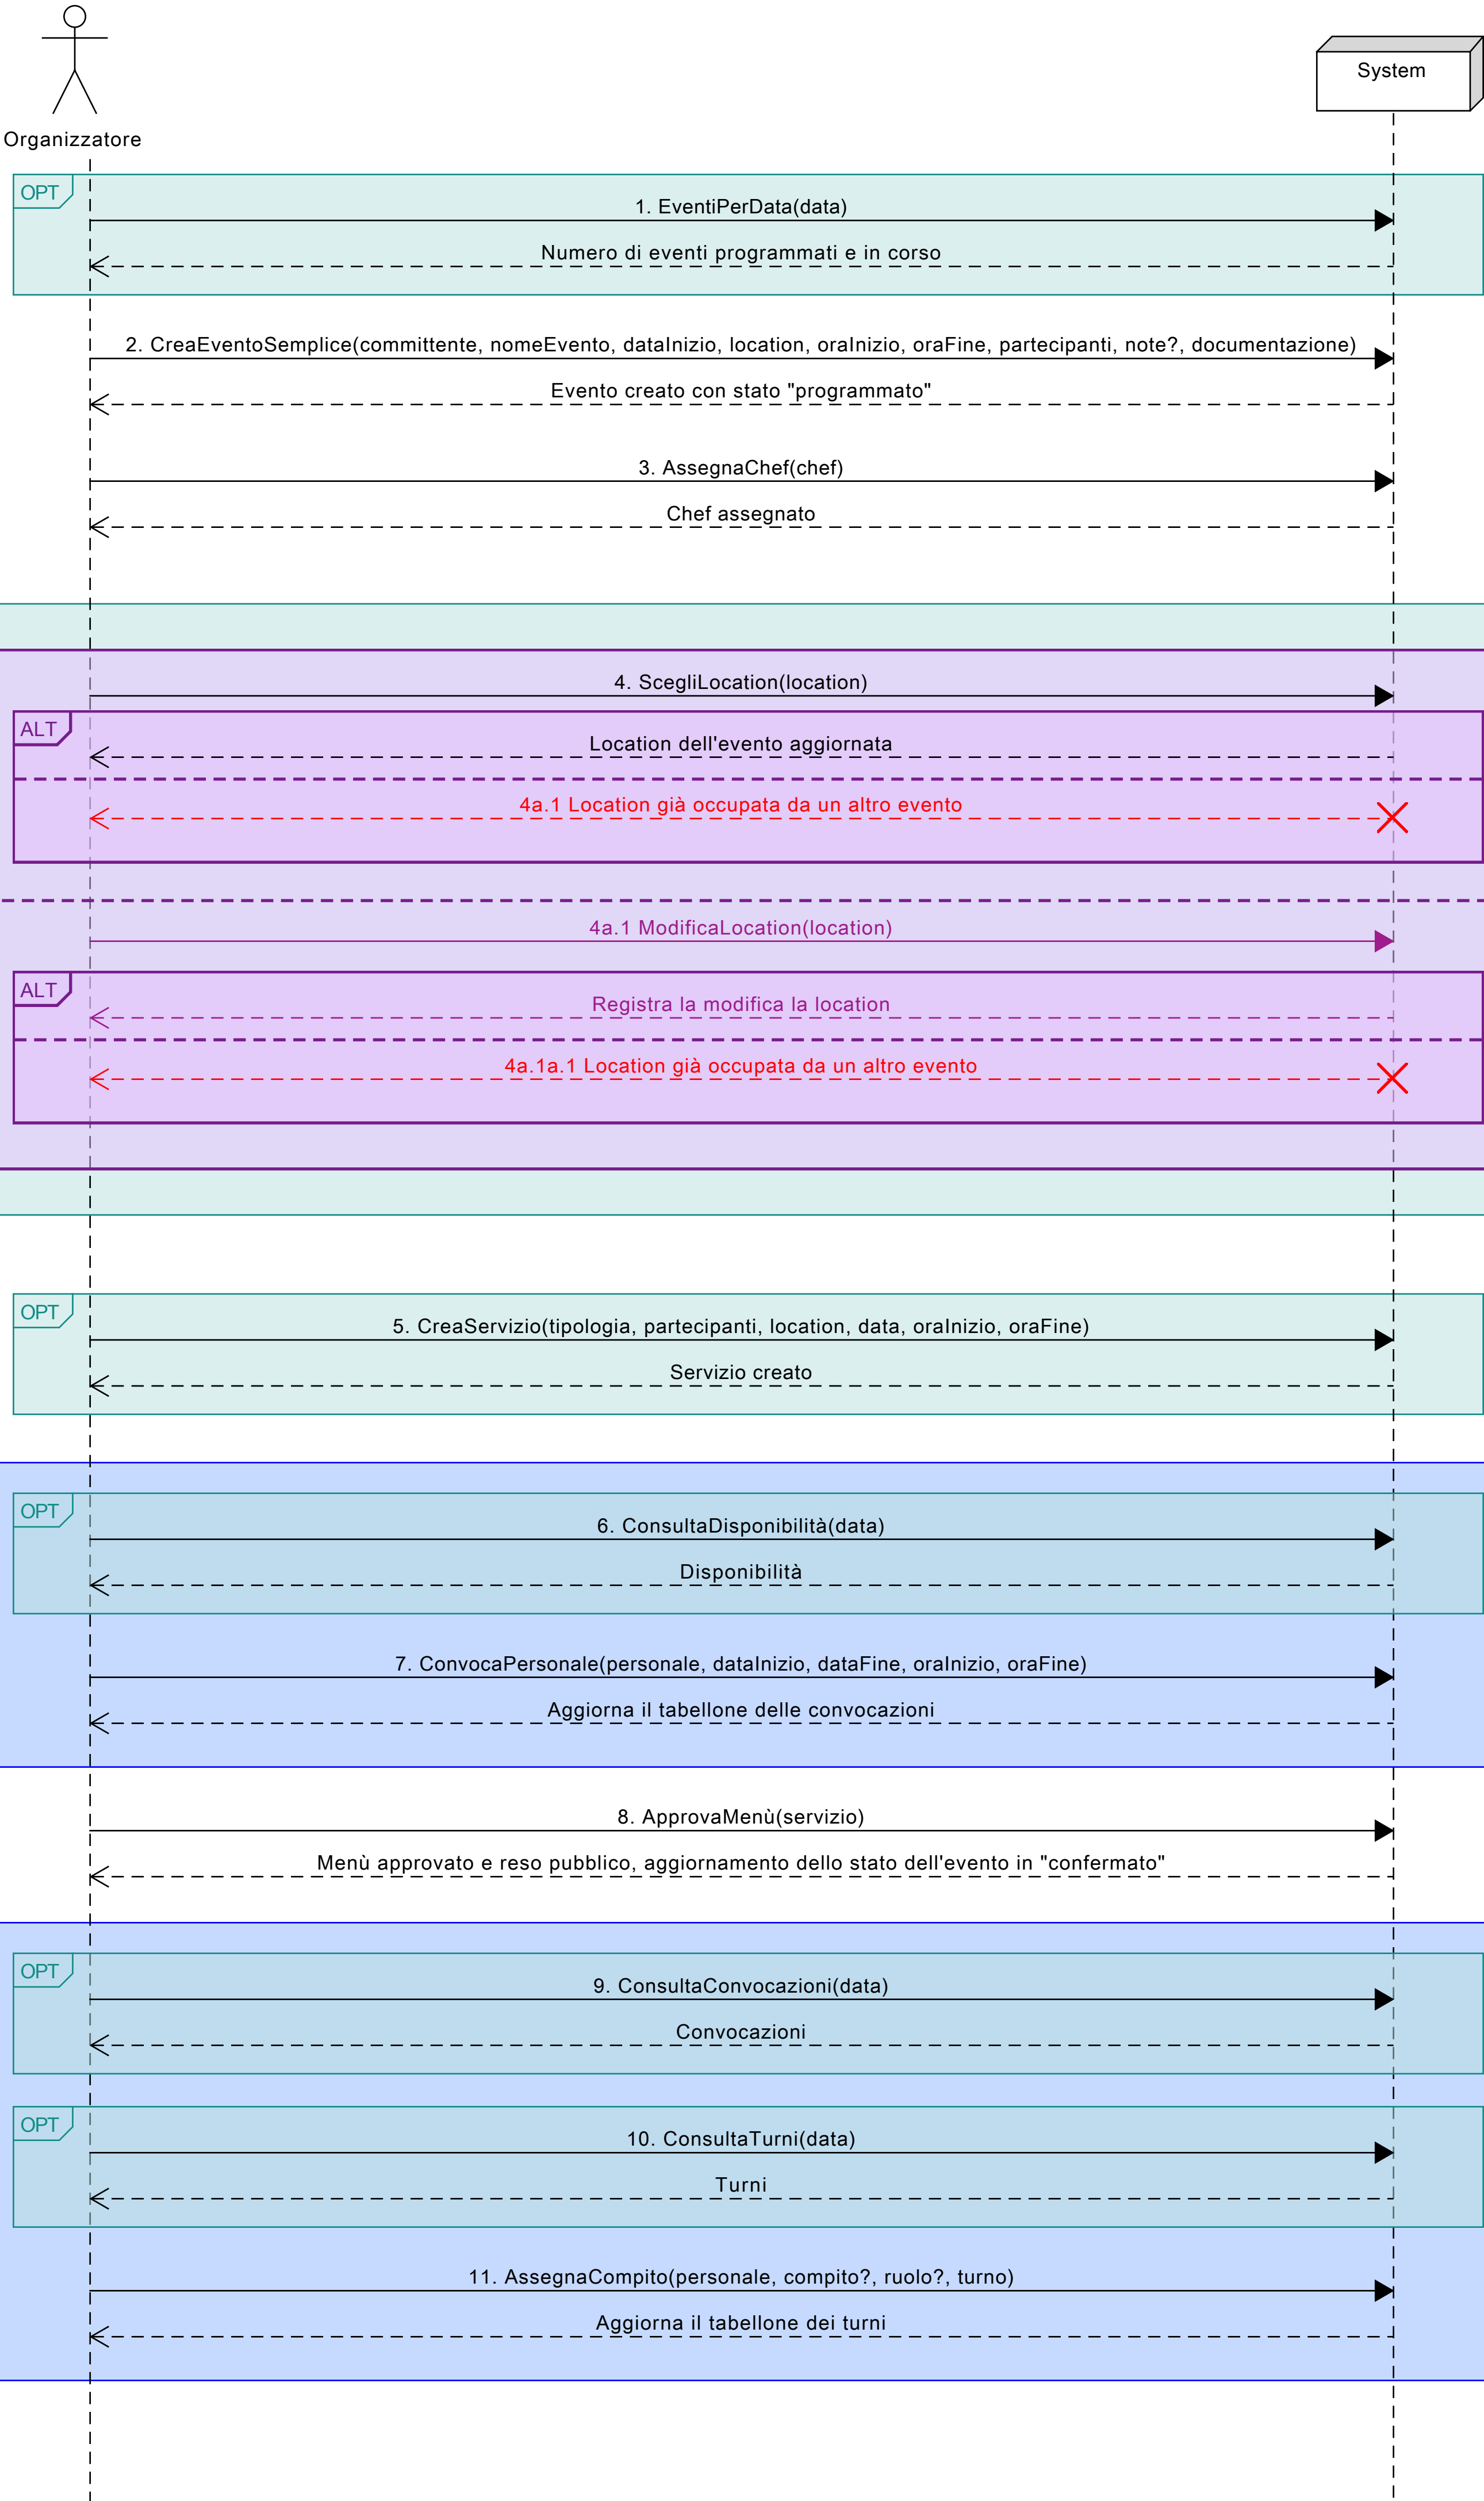 System
Organizzatore
OPT
1. EventiPerData(data)
Numero di eventi programmati e in corso
2. CreaEventoSemplice(committente, nomeEvento, dataInizio, location, oraInizio, oraFine, partecipanti, note?, documentazione)
Evento creato con stato "programmato"
3. AssegnaChef(chef)
Chef assegnato
4. ScegliLocation(location)
ALT
Location dell'evento aggiornata
4a.1 Location già occupata da un altro evento
4a.1 ModificaLocation(location)
ALT
Registra la modifica la location
4a.1a.1 Location già occupata da un altro evento
OPT
5. CreaServizio(tipologia, partecipanti, location, data, oraInizio, oraFine)
Servizio creato
OPT
6. ConsultaDisponibilità(data)
Disponibilità
7. ConvocaPersonale(personale, dataInizio, dataFine, oraInizio, oraFine)
Aggiorna il tabellone delle convocazioni
8. ApprovaMenù(servizio)
Menù approvato e reso pubblico, aggiornamento dello stato dell'evento in "confermato"
OPT
9. ConsultaConvocazioni(data)
Convocazioni
OPT
10. ConsultaTurni(data)
Turni
11. AssegnaCompito(personale, compito?, ruolo?, turno)
Aggiorna il tabellone dei turni